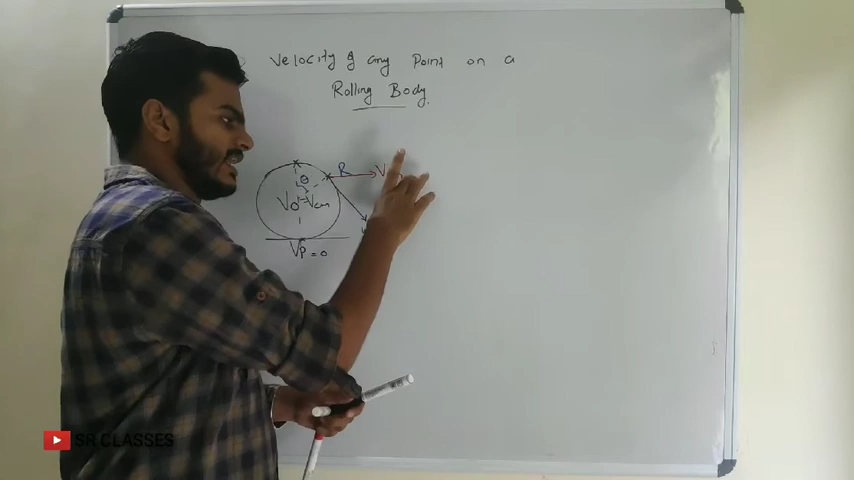 Velocity of any Point on a
Rolling Body.
R
V
θ
V0 = Vcm
VP = 0
SR CLASSES